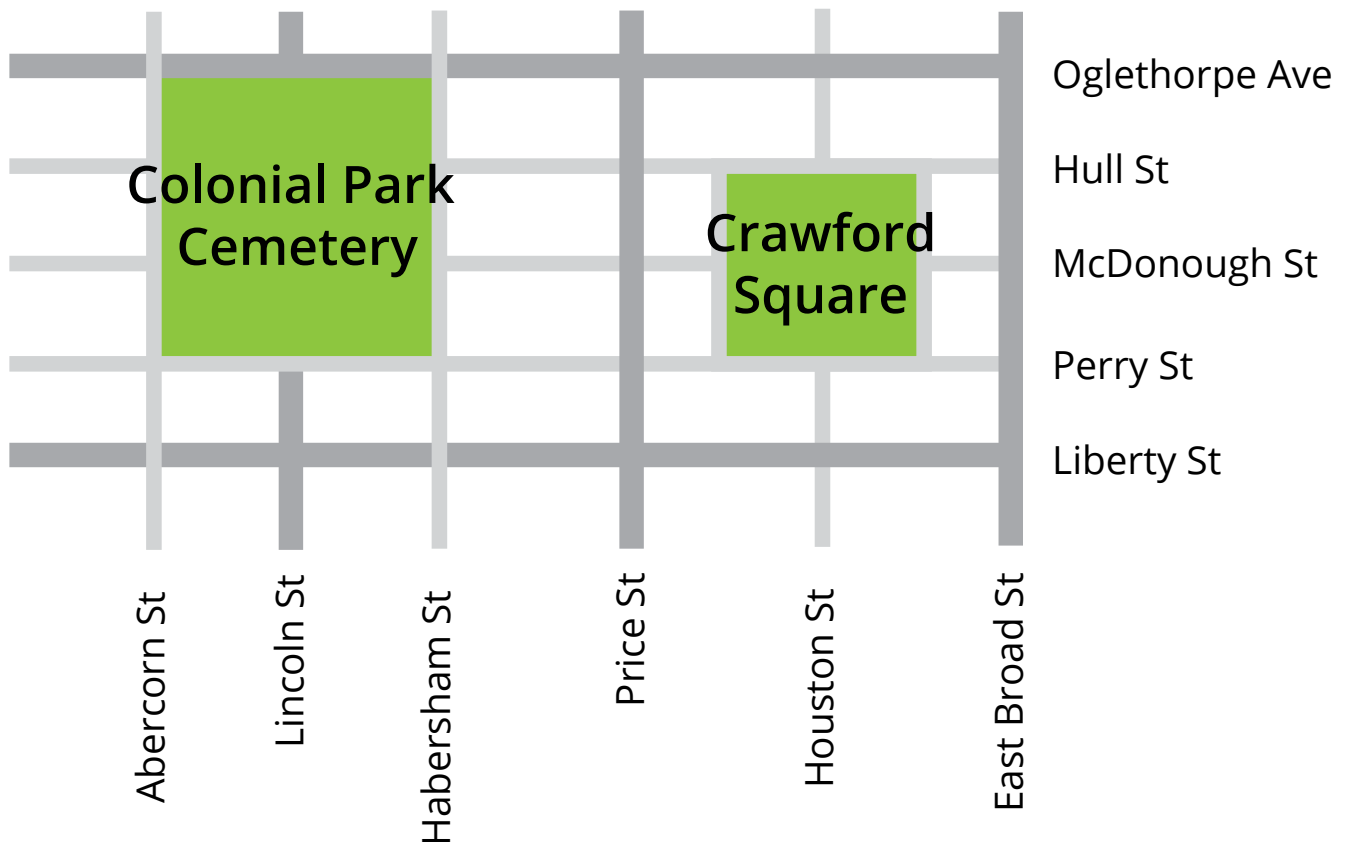 Oglethorpe Ave
Colonial Park
Cemetery
Hull St
Crawford
Square
McDonough St
Perry St
Liberty St
Abercorn St
Lincoln St
Habersham St
Price St
Houston St
East Broad St